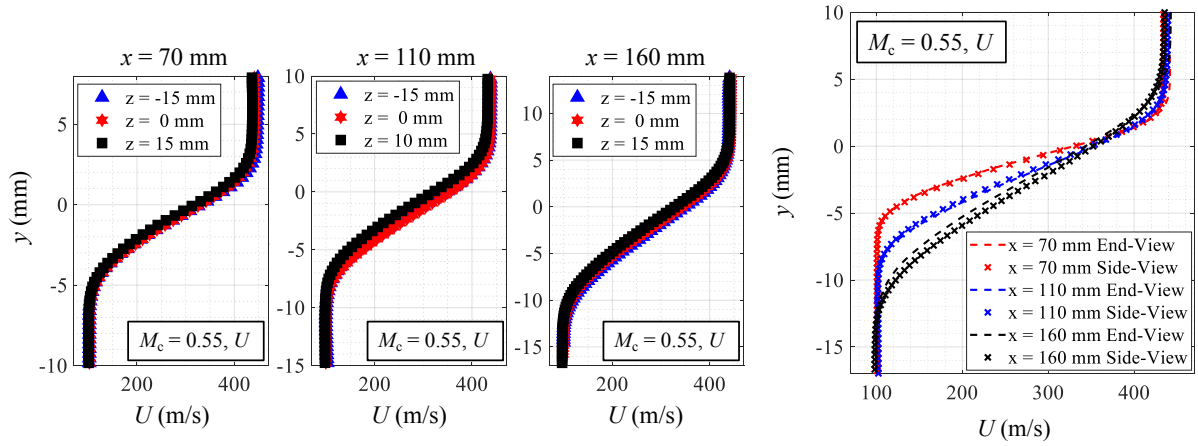 x = 70 mm
5
0
-5
-10
y (mm)
z = -15 mm
z = 0 mm
z = 15 mm
Mc = 0.55, U
200
400
U (m/s)
x = 110 mm
10
5
0
-5
-10
-15
z = -15 mm
z = 0 mm
z = 10 mm
Mc = 0.55, U
200
400
U (m/s)
x = 160 mm
10
5
0
-5
-10
-15
z = -15 mm
z = 0 mm
z = 15 mm
Mc = 0.55, U
200
400
U (m/s)
Mc = 0.55, U
10
5
0
-5
-10
-15
y (mm)
x = 70 mm End-View
x = 70 mm Side-View
x = 110 mm End-View
x = 110 mm Side-View
x = 160 mm End-View
x = 160 mm Side-View
100
200
300
400
U (m/s)